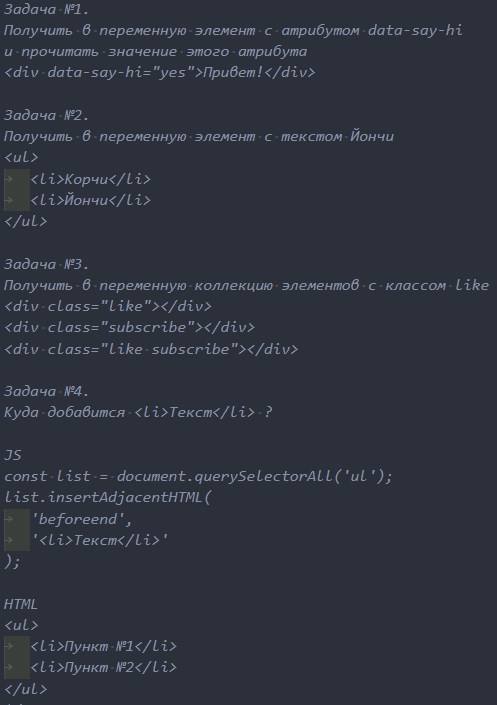 Задача №1.
Получить в переменную элемент с атрибутом data-say-hi
и прочитать значение этого атрибута
<div data-say-hi="yes">Привет!</div>
Задача №2.
Получить в переменную элемент с текстом Йончи
<ul>
<li>Корчи</li>
<li>Йончи</li>
</ul>
Задача №3.
Получить в переменную коллекцию элементов с классом like
<div class="like"></div>
<div class="subscribe"></div>
<div class="like subscribe"></div>
Задача №4.
Куда добавится <li>Текст</li> ?
JS
const list = document.querySelectorAll('ul');
list.insertAdjacentHTML(
'beforeend',
'<li>Текст</li>'
);
HTML
<ul>
<li>Пункт №1</li>
<li>Пункт №2</li>
</ul>